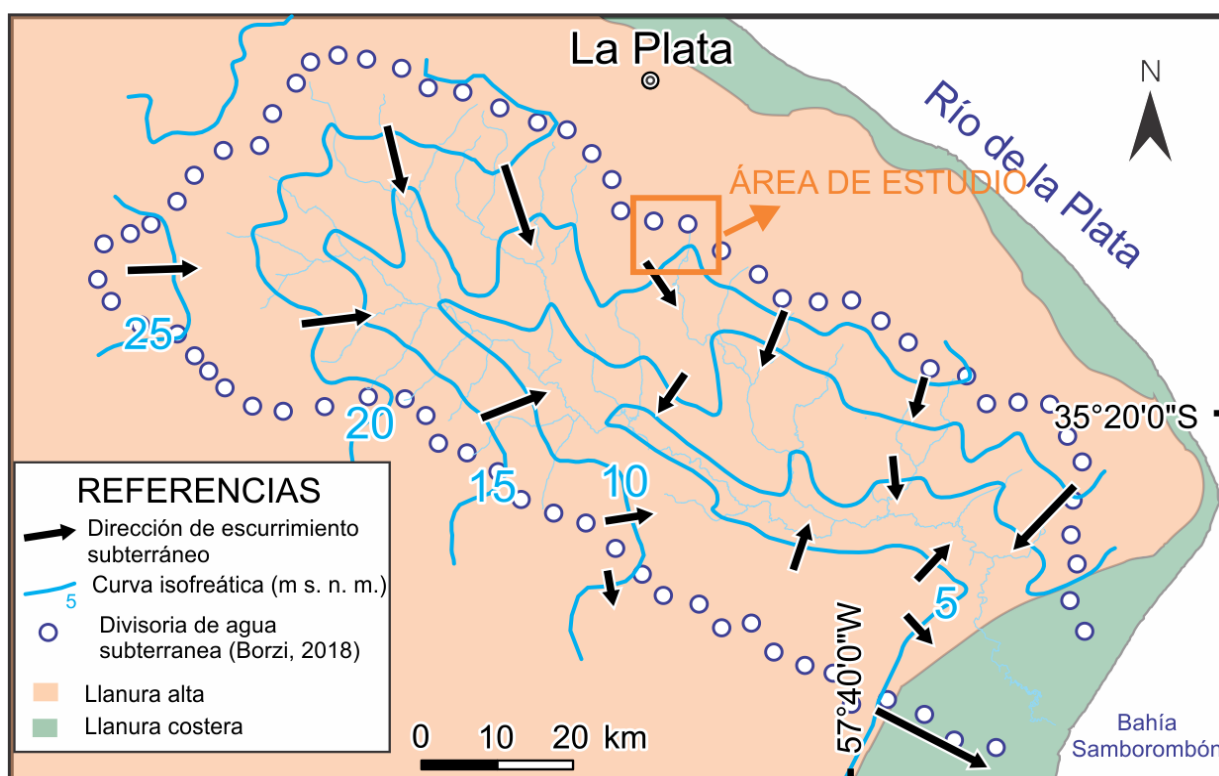 La Plata
N
Río de la Plata
ÁREA DE ESTUDIO
25
20
15
10
5
35°20'0"S
57°40'0"W
REFERENCIAS
Dirección de escurrimiento
subterráneo
5
Curva isofreática (m s. n. m.)
Divisoria de agua
subterranea (Borzi, 2018)
Llanura alta
Llanura costera
0 10 20 km
Bahía
Samborombón